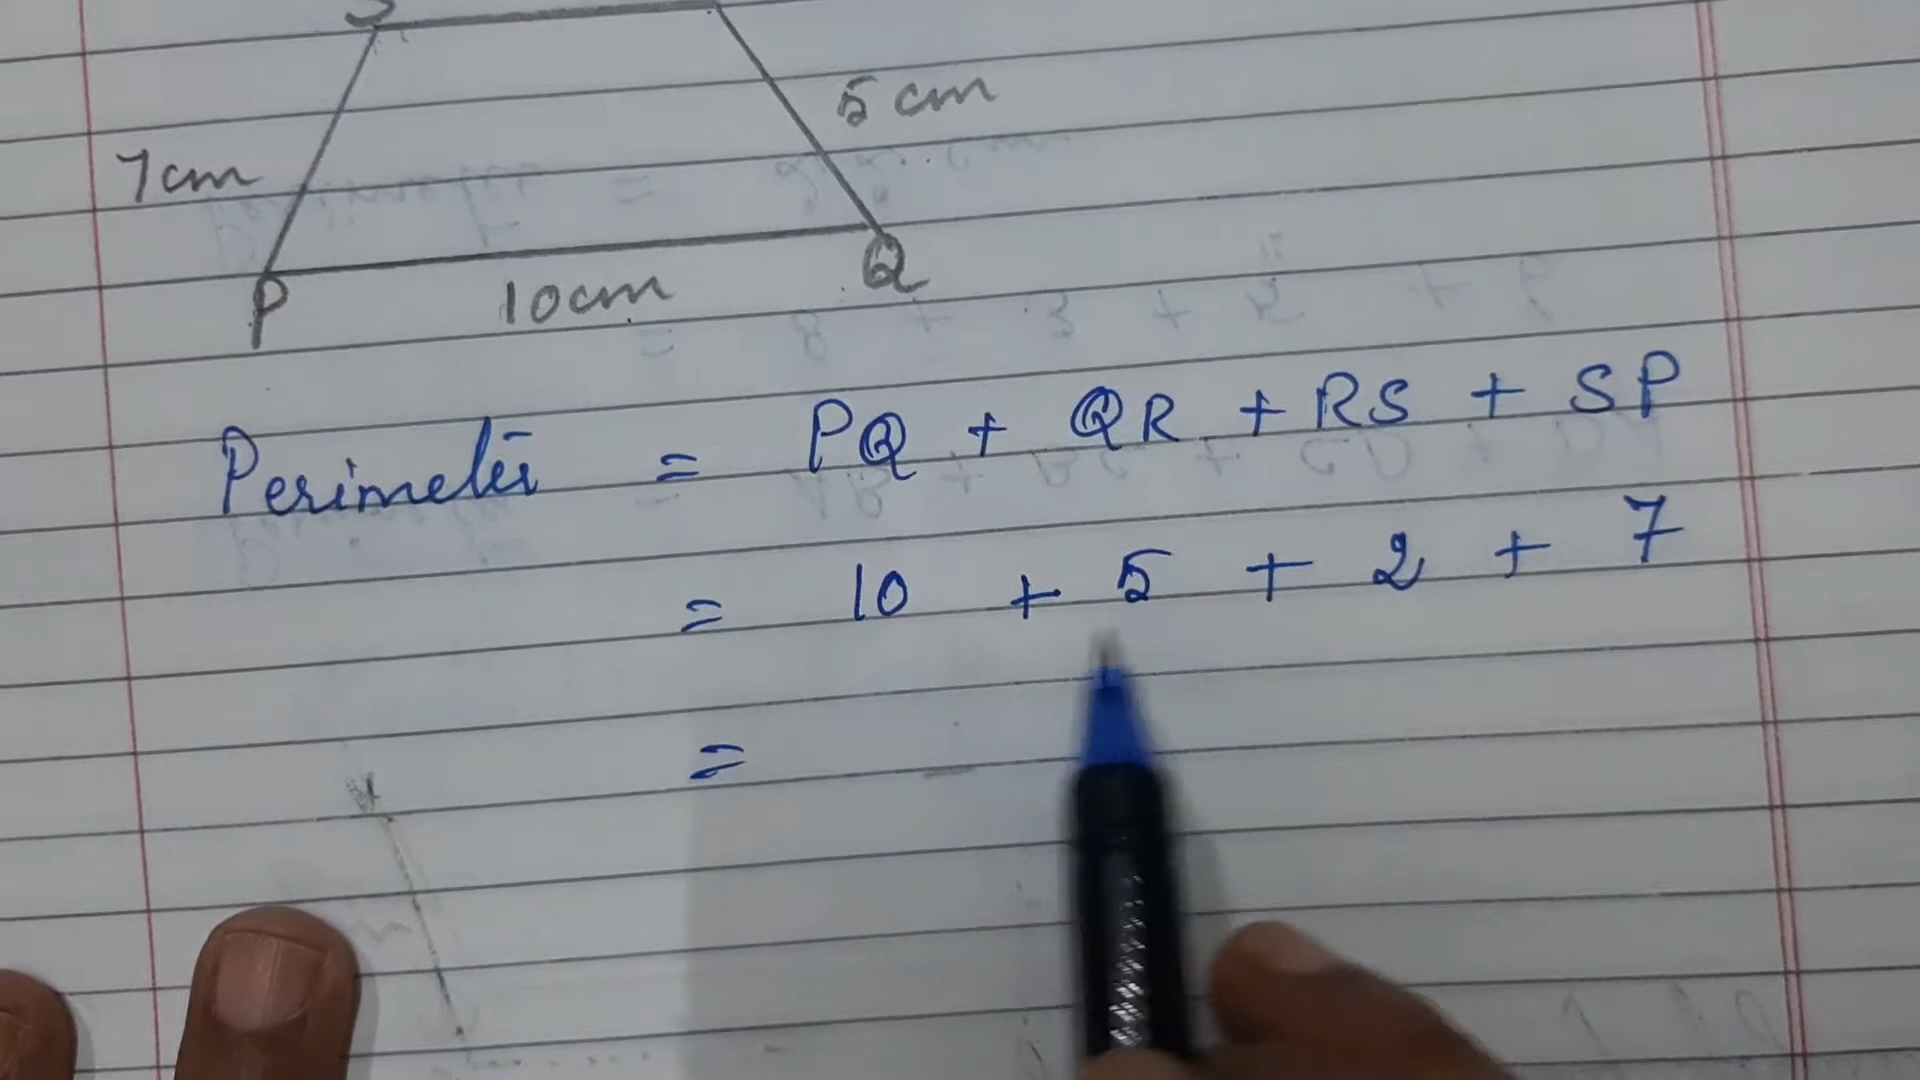 S
5 cm
7cm
P
10cm
Q
Perimeter = PQ + QR + RS + SP
= 10 + 5 + 2 + 7
=